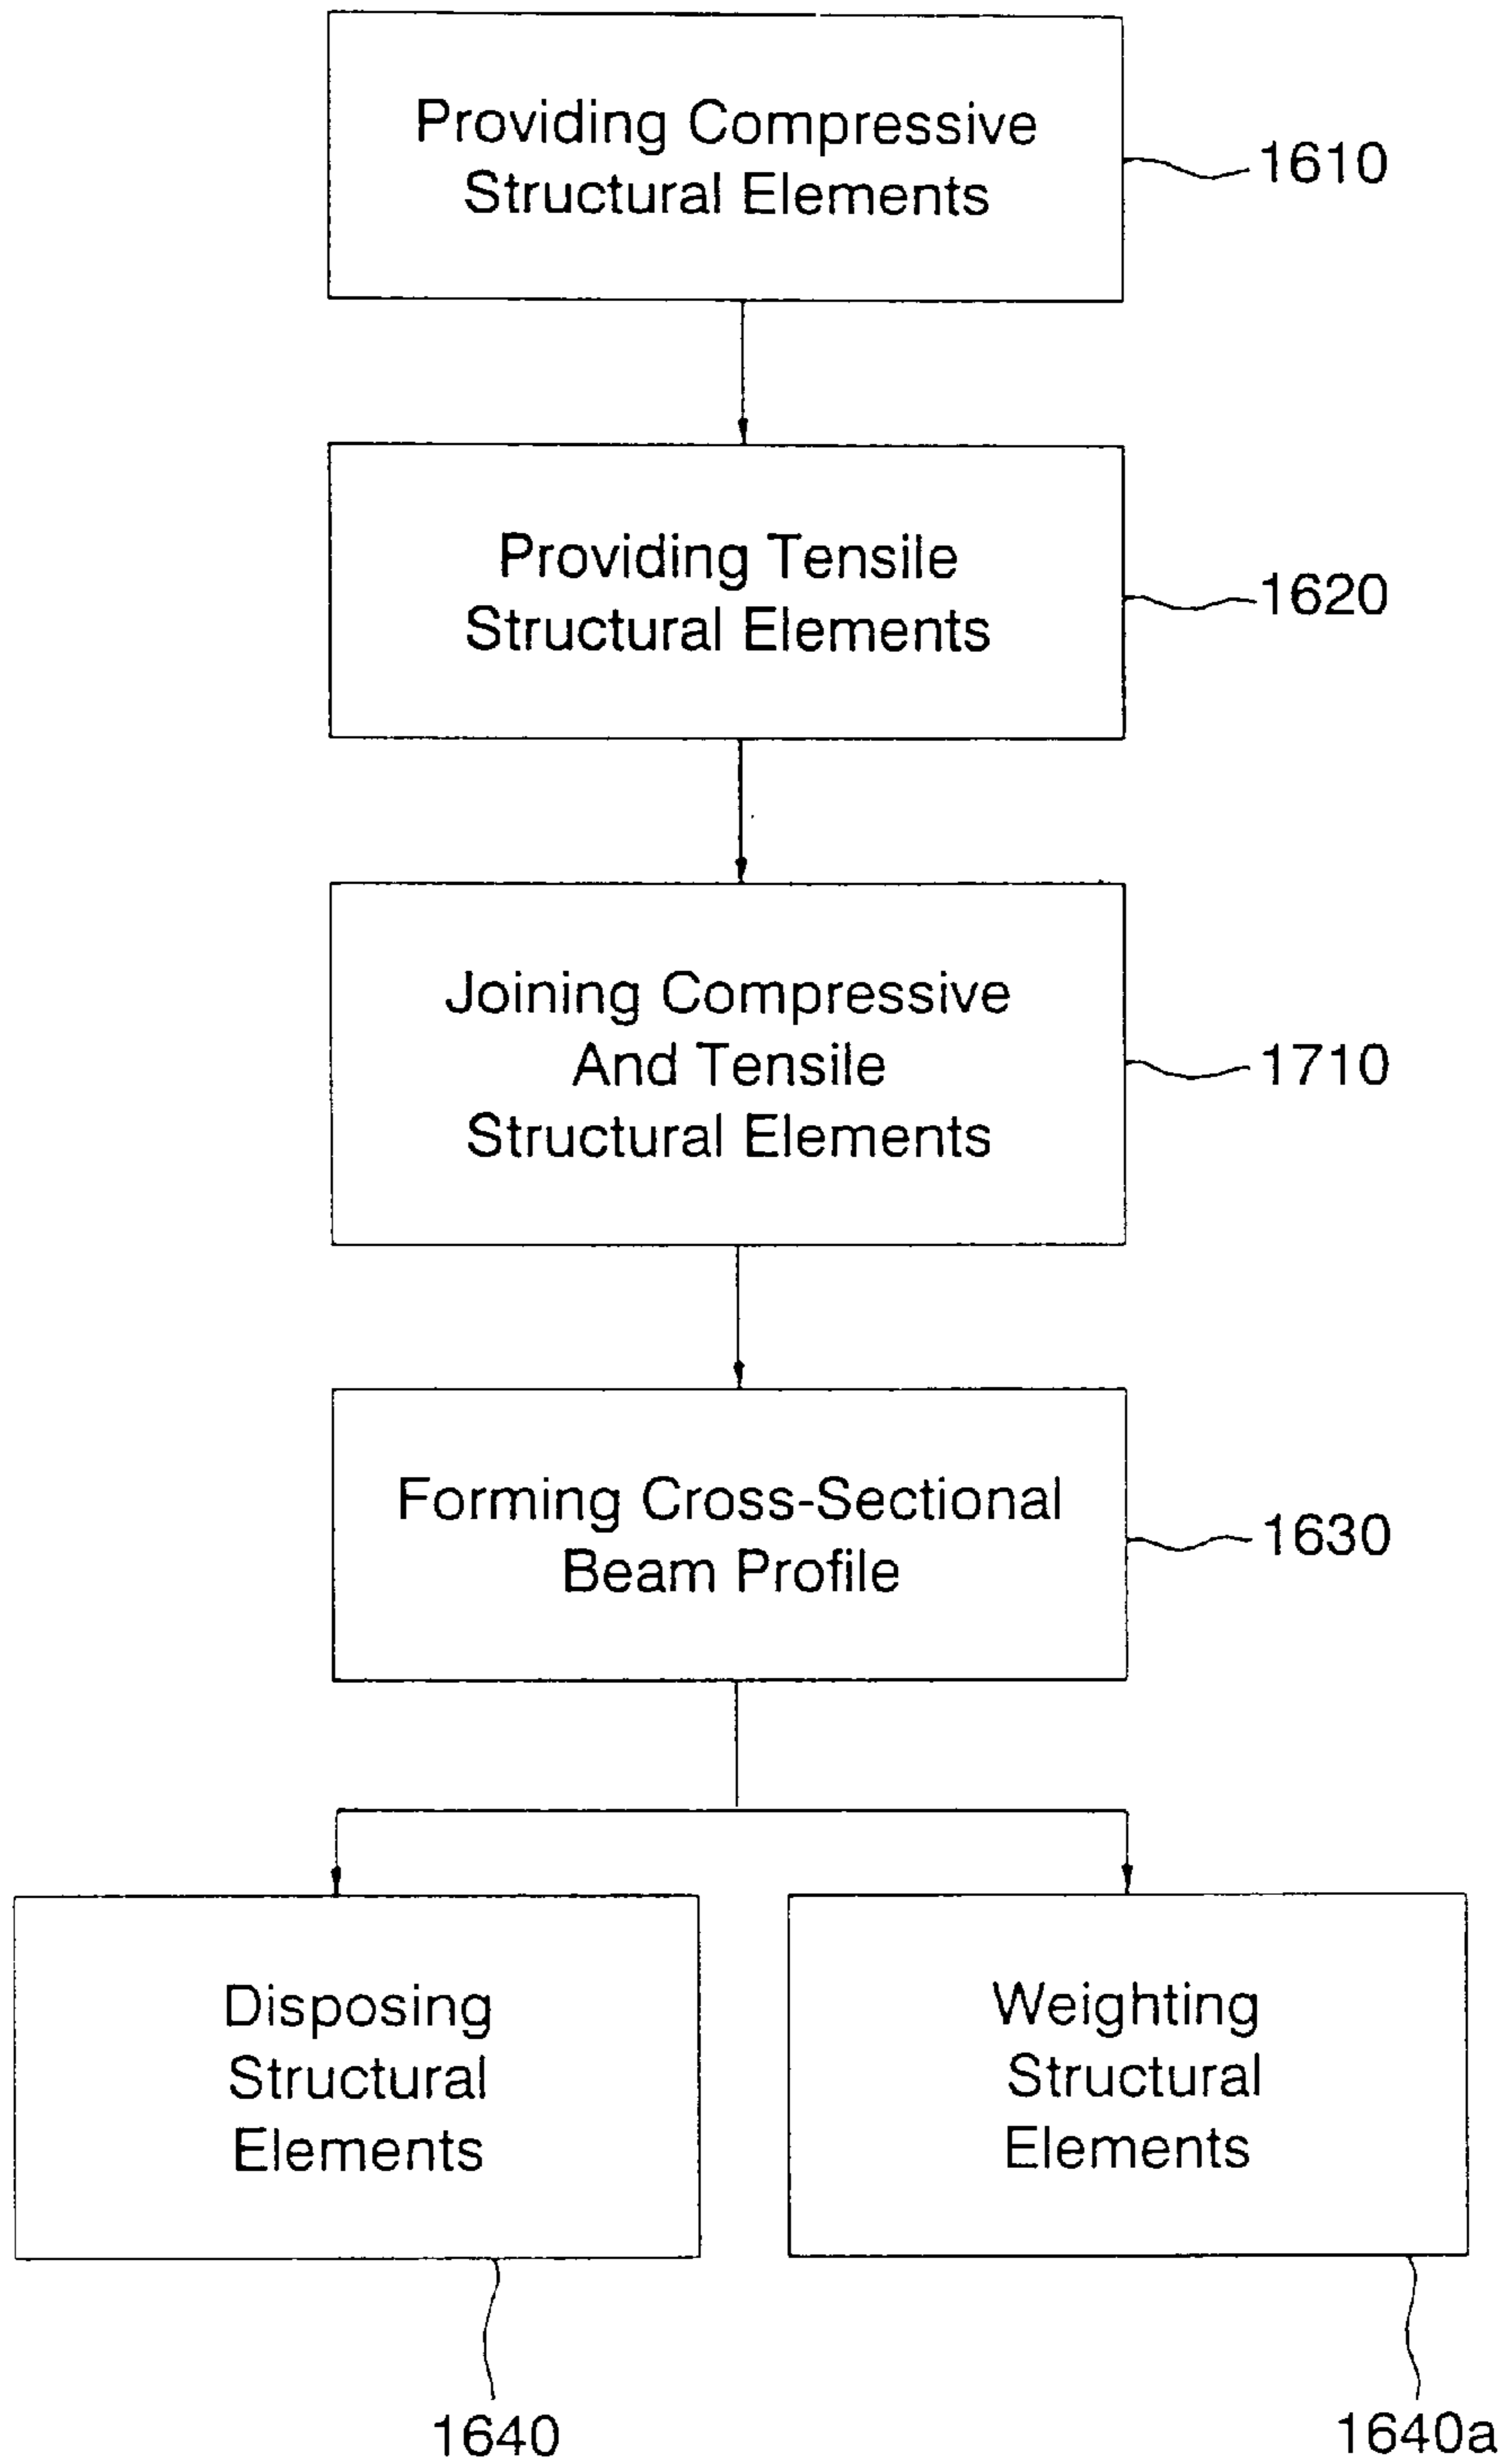 Providing Compressive
Structural Elements
1610
Providing Tensile
Structural Elements
1620
Joining Compressive
And Tensile
Structural Elements
1710
Forming Cross-Sectional
Beam Profile
1630
Disposing
Structural
Elements
1640
Weighting
Structural
Elements
1640a